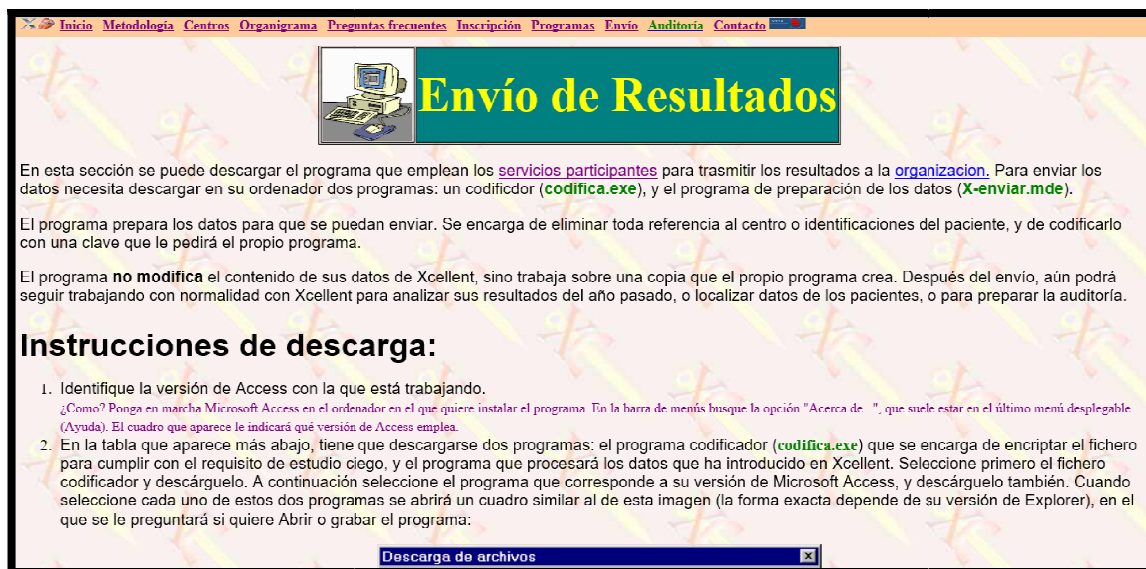 Inicio Metodología Centros Organigrama Preguntas frecuentes Inscripción Programas Envío Auditoría Contacto
Envío de Resultados
En esta sección se puede descargar el programa que emplean los servicios participantes para trasmitir los resultados a la organizacion. Para enviar los
datos necesita descargar en su ordenador dos programas: un codificdor (codifica.exe), y el programa de preparación de los datos (X-enviar.mde).
El programa prepara los datos para que se puedan enviar. Se encarga de eliminar toda referencia al centro o identificaciones del paciente, y de codificarlo
con una clave que le pedirá el propio programa.
El programa no modifica el contenido de sus datos de Xcellent, sino trabaja sobre una copia que el propio programa crea. Después del envío, aún podrá
seguir trabajando con normalidad con Xcellent para analizar sus resultados del año pasado, o localizar datos de los pacientes, o para preparar la auditoría.
Instrucciones de descarga:
1. Identifique la versión de Access con la que está trabajando.
¿Como? Ponga en marcha Microsoft Access en el ordenador en el que quiere instalar el programa. En la barra de menús busque la opción "Acerca de...", que suele estar en el último menú desplegable
(Ayuda). El cuadro que aparece le indicará qué versión de Access emplea.
2. En la tabla que aparece más abajo, tiene que descargarse dos programas: el programa codificador (codifica.exe) que se encarga de encriptar el fichero
para cumplir con el requisito de estudio ciego, y el programa que procesará los datos que ha introducido en Xcellent. Seleccione primero el fichero
codificador y descárguelo. A continuación seleccione el programa que corresponde a su versión de Microsoft Access, y descárguelo también. Cuando
seleccione cada uno de estos dos programas se abrirá un cuadro similar al de esta imagen (la forma exacta depende de su versión de Explorer), en el
que se le preguntará si quiere Abrir o grabar el programa:
Descarga de archivos